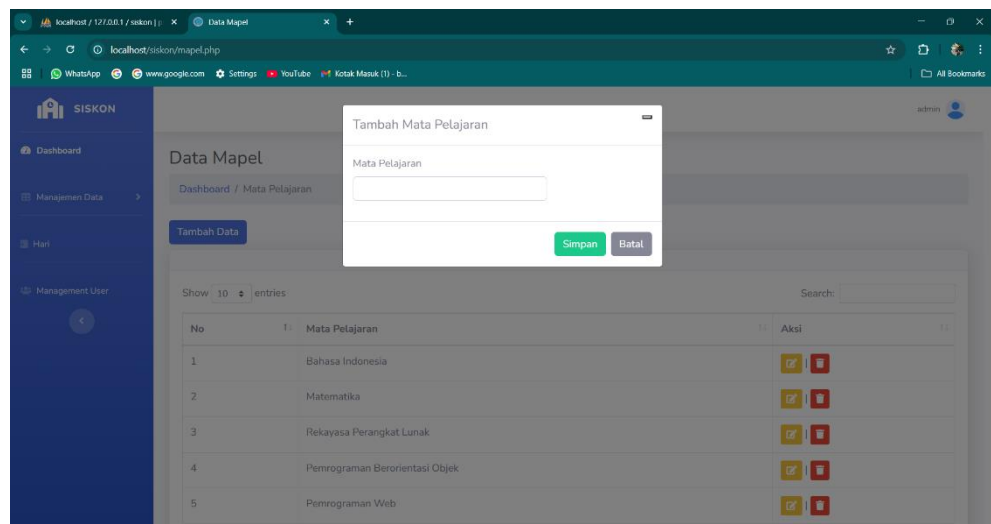 localhost / 127.0.0.1 / siskon | p
Data Mapel
localhost/siskon/mapel.php
WhatsApp
www.google.com
Settings
YouTube
Kotak Masuk (1) - b...
All Bookmarks
SISKON
admin
Dashboard
Manajemen Data
Hari
Management User
Tambah Mata Pelajaran
Mata Pelajaran
Simpan Batal
Data Mapel
Dashboard / Mata Pelajaran
Tambah Data
Show 10 entries
Search:
No Mata Pelajaran Aksi
1 Bahasa Indonesia |
2 Matematika |
3 Rekayasa Perangkat Lunak |
4 Pemrograman Berorientasi Objek |
5 Pemrograman Web |